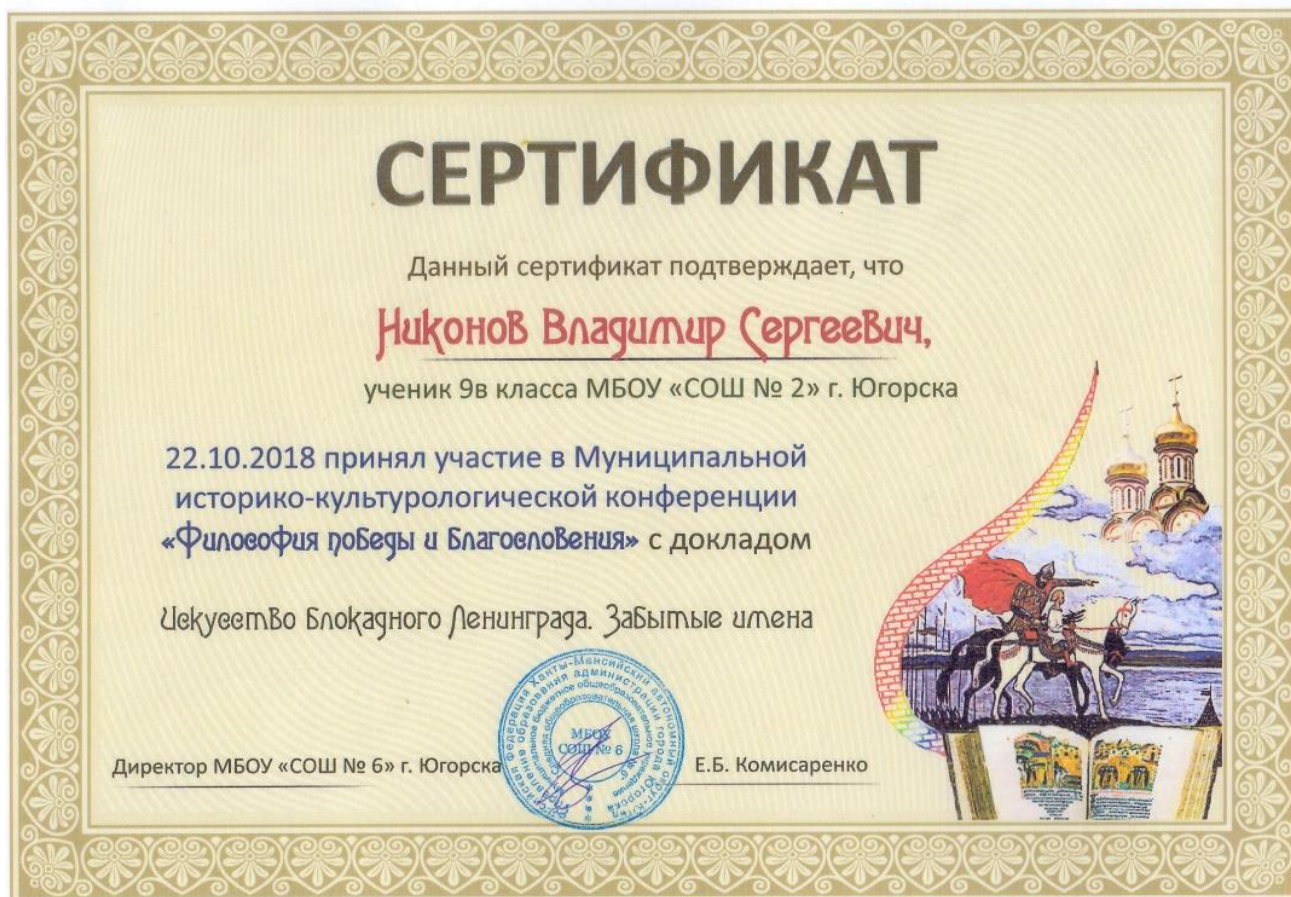 СЕРТИФИКАТ
Данный сертификат подтверждает, что
Никонов Владимир Сергеевич,
ученик 9в класса МБОУ «СОШ № 2» г. Югорска
22.10.2018 принял участие в Муниципальной
историко-культурологической конференции
«Философия победы и Благословения» с докладом
Искусство Блокадного Ленинграда. Забытые имена
Директор МБОУ «СОШ № 6» г. Югорска
МБОУ
СОШ № 6
Е.Б. Комисаренко